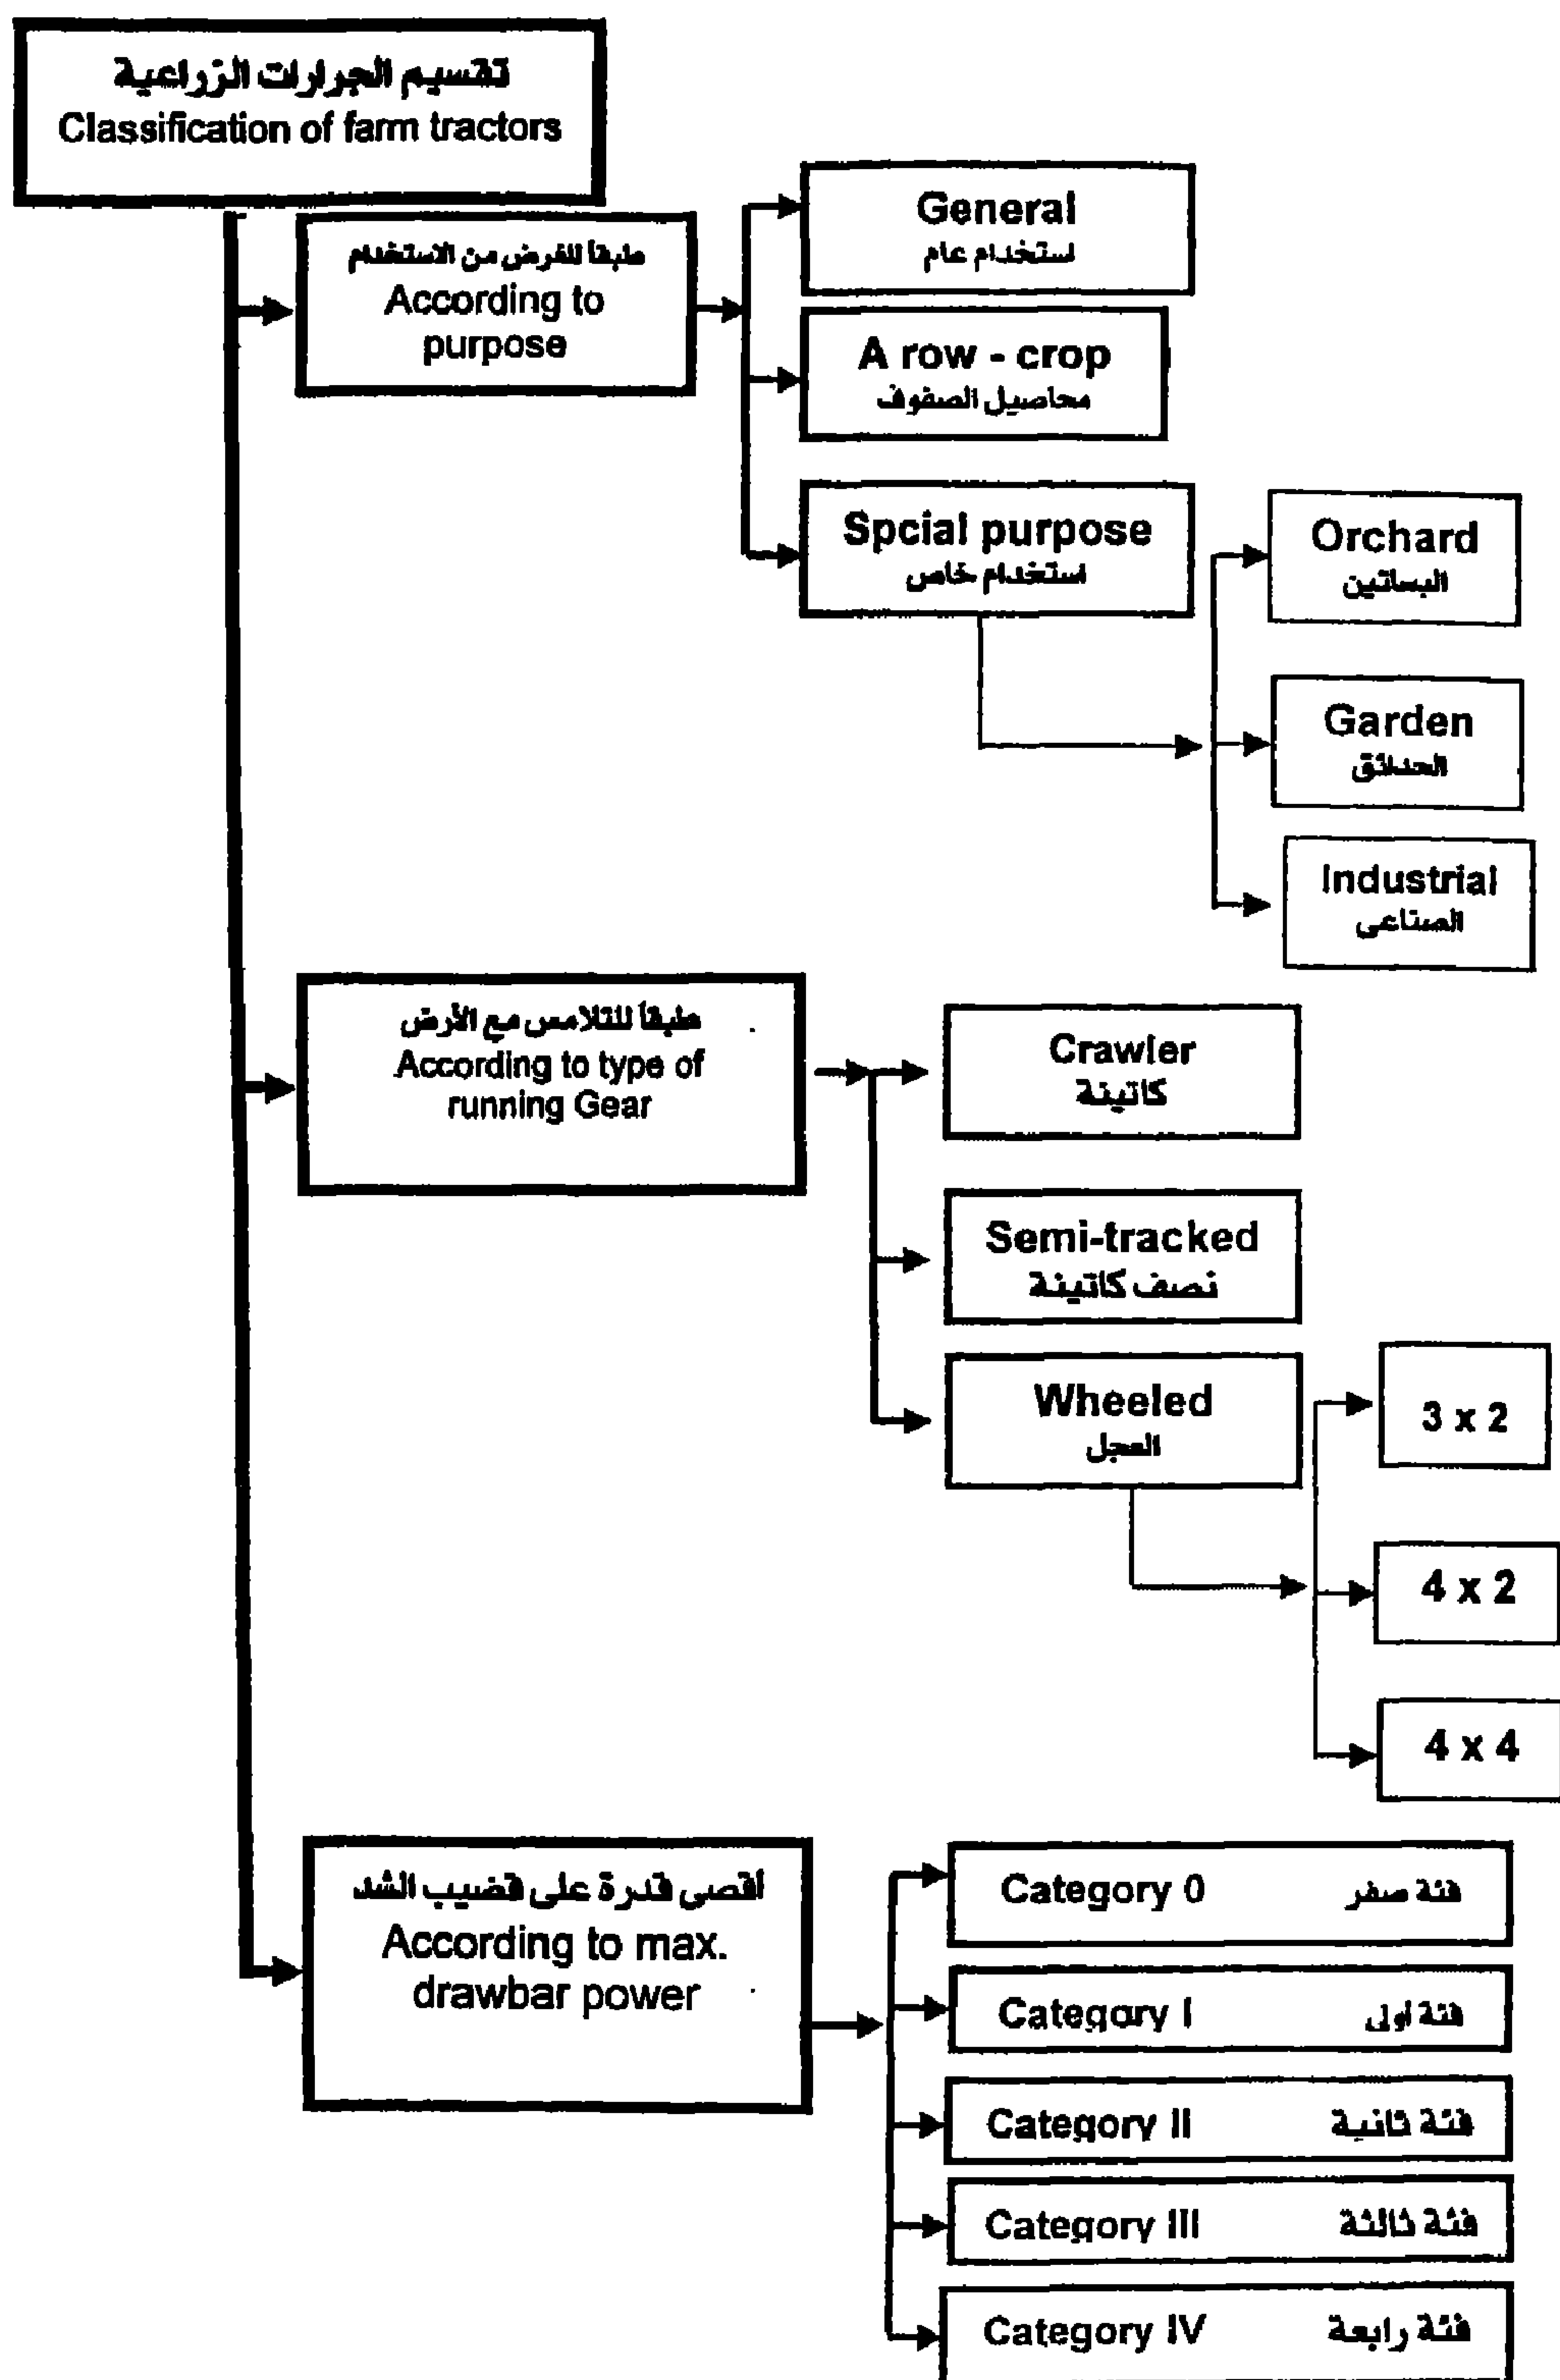 تقسيم الجرارات الزراعية
Classification of farm tractors
طبقاً للغرض من الاستخدام
According to
purpose
General
استخدام عام
A row - crop
محاصيل الصفوف
Spcial purpose
استخدام خاص
Orchard
البساتين
Garden
الحدائق
Industrial
الصناعى
طبقاً للتلامس مع الأرض
According to type of
running Gear
Crawler
كاتينة
Semi-tracked
نصف كاتينة
Wheeled
العجل
3 x 2
4 x 2
4 x 4
أقصى قدرة على قضيب الشد
According to max.
drawbar power
Category 0 فئة صفر
Category I فئة اولى
Category II فئة ثانية
Category III فئة ثالثة
Category IV فئة رابعة